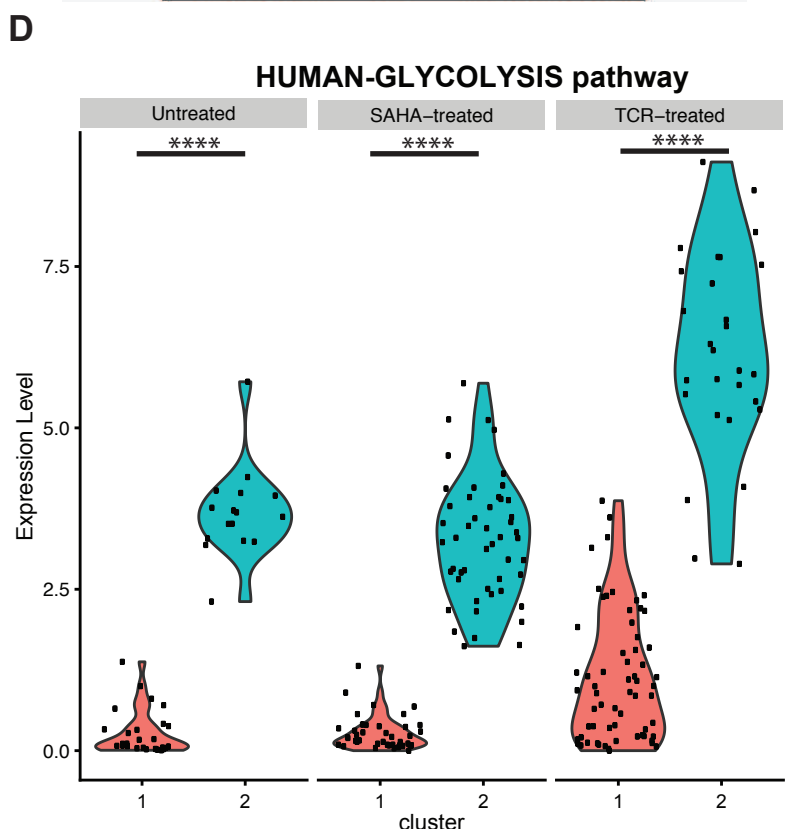 D
HUMAN-GLYCOLYSIS pathway
Untreated
SAHA–treated
TCR–treated
****
****
****
Expression Level
7.5
5.0
2.5
0.0
1
2
1
2
1
2
cluster